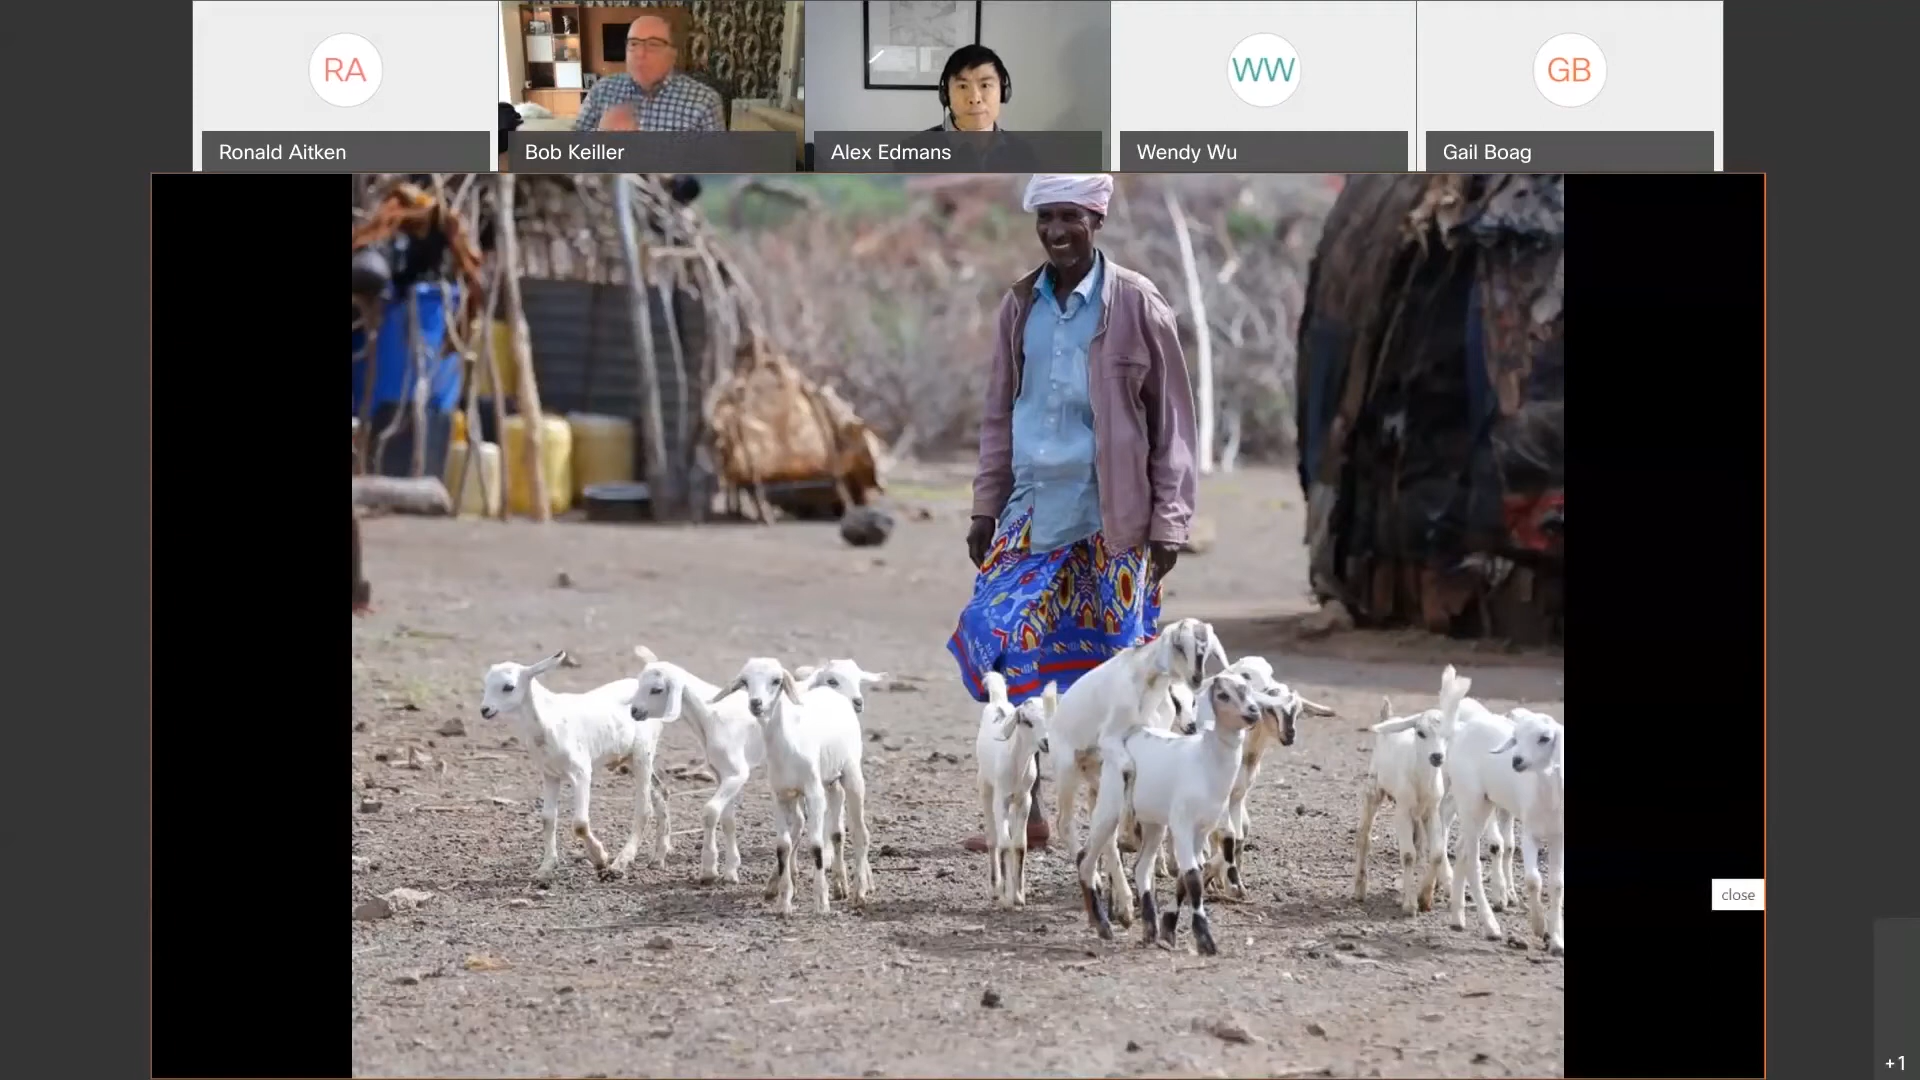 RA
WW
GB
Ronald Aitken
Bob Keiller
Alex Edmans
Wendy Wu
Gail Boag
close
+1